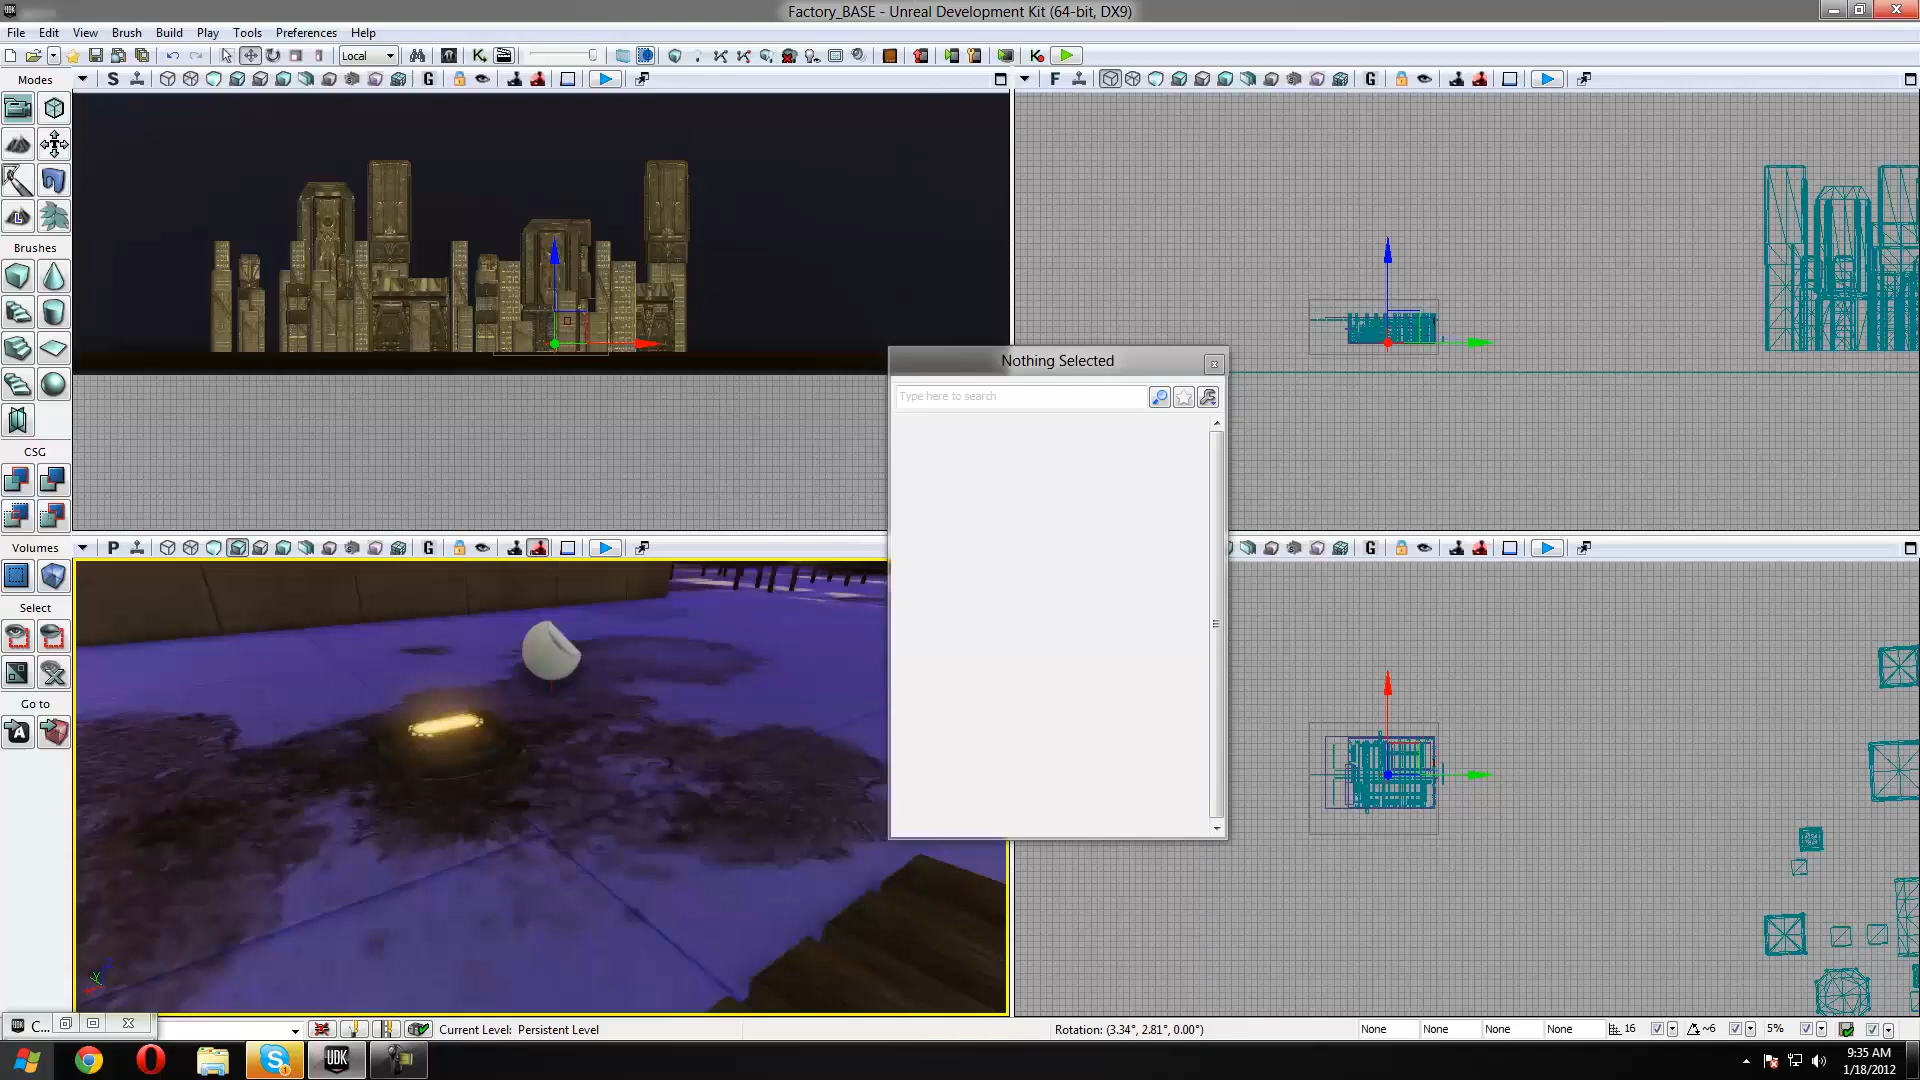 Factory_BASE - Unreal Development Kit (64-bit, DX9)
File Edit View Brush Build Play Tools Preferences Help
Local
Modes
S
G
F
G
Brushes
CSG
Volumes
Select
Go to
Nothing Selected
Type here to search
P
G
G
C...
Current Level: Persistent Level
Rotation: (3.34°, 2.81°, 0.00°)
None None None None
16
~6
5%
UDK
9:35 AM
1/18/2012